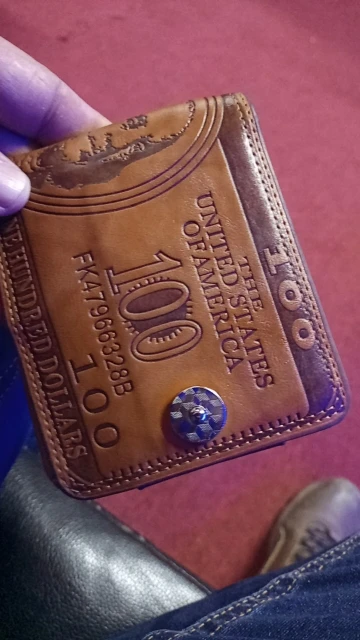 THE
UNITED STATES
OF AMERICA
100
100
FK47966328B
100
HUNDRED DOLLARS